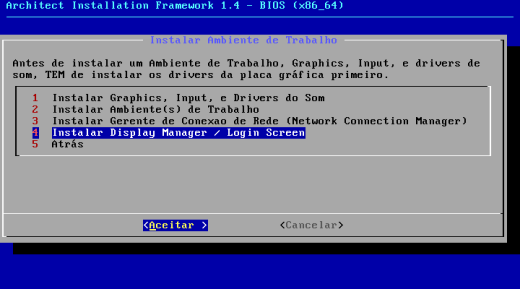 Architect Installation Framework 1.4 - BIOS (x86_64)
Instalar Ambiente de Trabalho
Antes de instalar um Ambiente de Trabalho, Graphics, Input, e drivers de
som, TEM de instalar os drivers da placa gráfica primeiro.
1 Instalar Graphics, Input, e Drivers do Som
2 Instalar Ambiente(s) de Trabalho
3 Instalar Gerente de Conexao de Rede (Network Connection Manager)
4 Instalar Display Manager / Login Screen
5 Atrás
<Aceitar > <Cancelar>